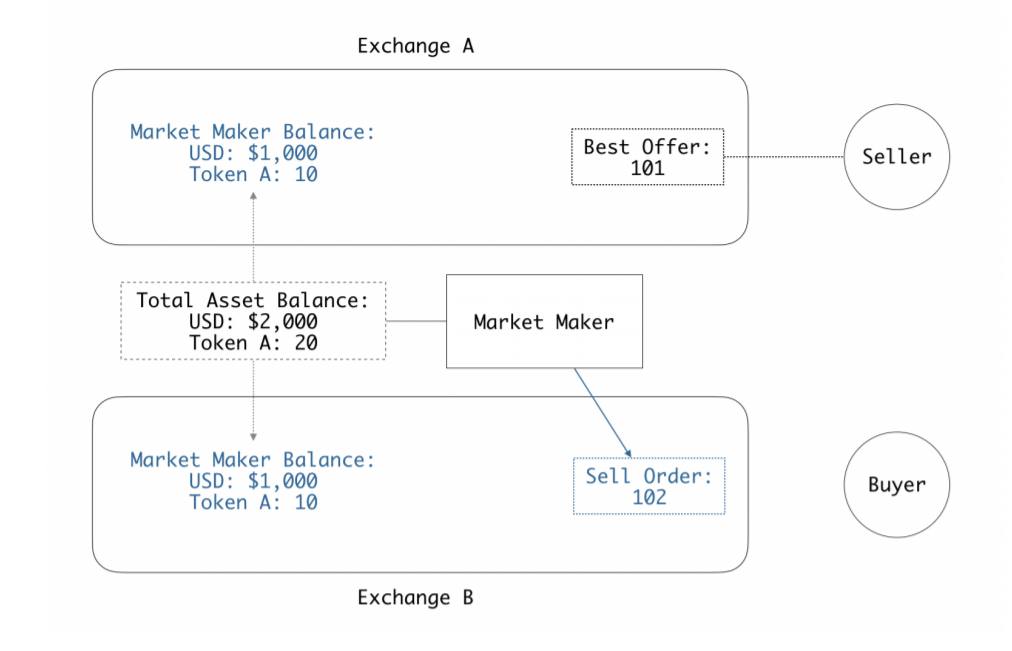 Exchange A
Market Maker Balance:
USD: $1,000
Token A: 10
Best Offer:
101
Seller
Total Asset Balance:
USD: $2,000
Token A: 20
Market Maker
Market Maker Balance:
USD: $1,000
Token A: 10
Sell Order:
102
Buyer
Exchange B